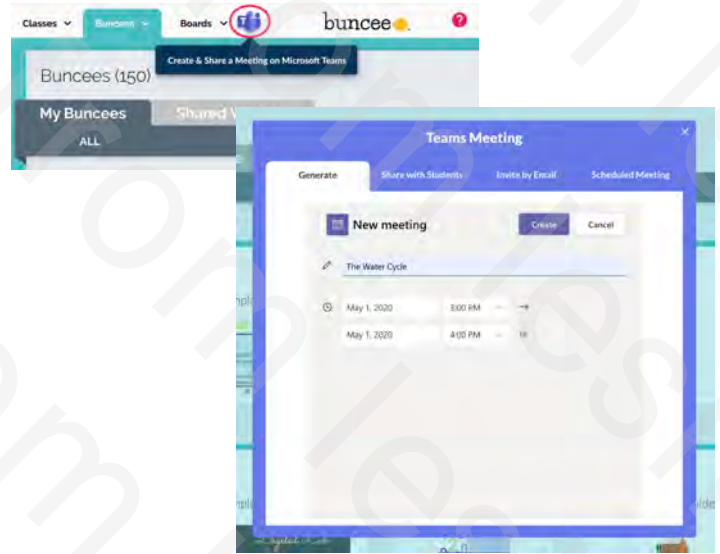 Classes Buncees Boards buncee ?
Create & Share a Meeting on Microsoft Teams
Buncees (150)
My Buncees Shared
ALL
Teams Meeting ×
Generate Share with Students Invite by Email Scheduled Meeting
New meeting Create Cancel
The Water Cycle
May 1, 2020 3:00 PM →
May 1, 2020 4:00 PM 1h